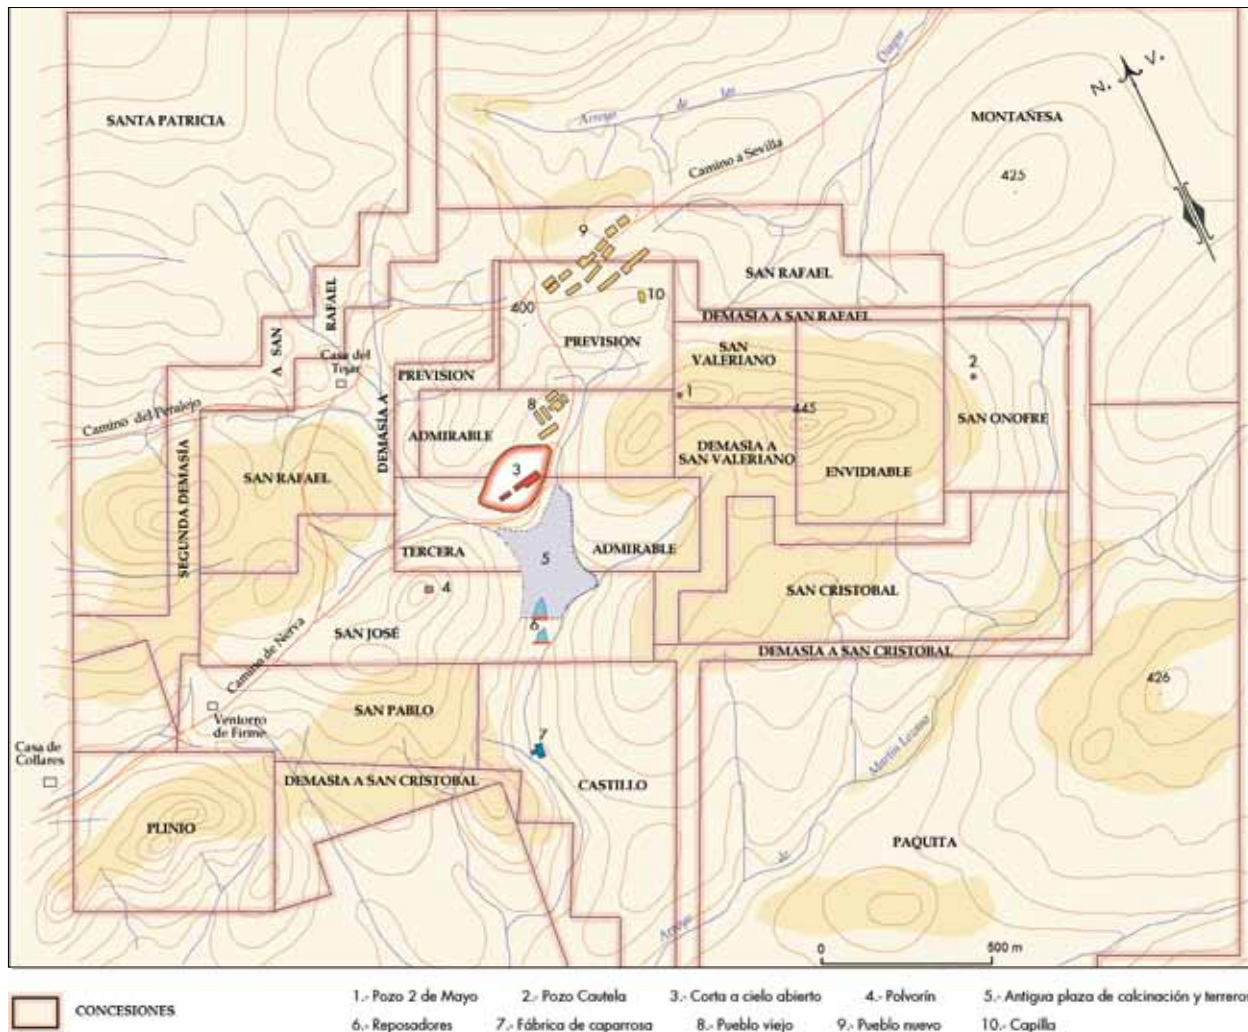 SANTA PATRICIA
Arroyo de las Ciagas
Camino a Sevilla
MONTAÑESA
425
N. V.
9
SAN RAFAEL
10
400
DEMASIA A SAN RAFAEL
A SAN
RAFAEL
Casa del
Tejar
PREVISION
PREVISION
SAN
VALERIANO
2
1
Camino del Peralejo
DEMASÍA A
8
ADMIRABLE
445
SAN ONOFRE
DEMASIA A
SAN VALERIANO
ENVIDIABLE
SEGUNDA DEMASÍA
SAN RAFAEL
3
TERCERA
5
ADMIRABLE
4
SAN CRISTOBAL
6
SAN JOSÉ
Camino de Nerva
DEMASIA A SAN CRISTOBAL
426
SAN PABLO
Ventorro
de Firme
7
Casa de
Collares
DEMASIA A SAN CRISTOBAL
CASTILLO
PLINIO
PAQUITA
Arroyo de Martín Lozano
0 500 m
CONCESIONES
1.- Pozo 2 de Mayo 2.- Pozo Cautela 3.- Corta a cielo abierto 4.- Polvorín 5.- Antigua plaza de calcinación y terreros
6.- Reposadores 7.- Fábrica de caparrosa 8.- Pueblo viejo 9.- Pueblo nuevo 10.- Capilla